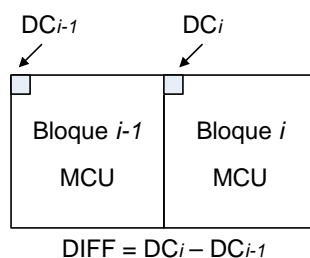 DCi-1 DCi
Bloque i-1 Bloque i
MCU MCU
DIFF = DCi – DCi-1